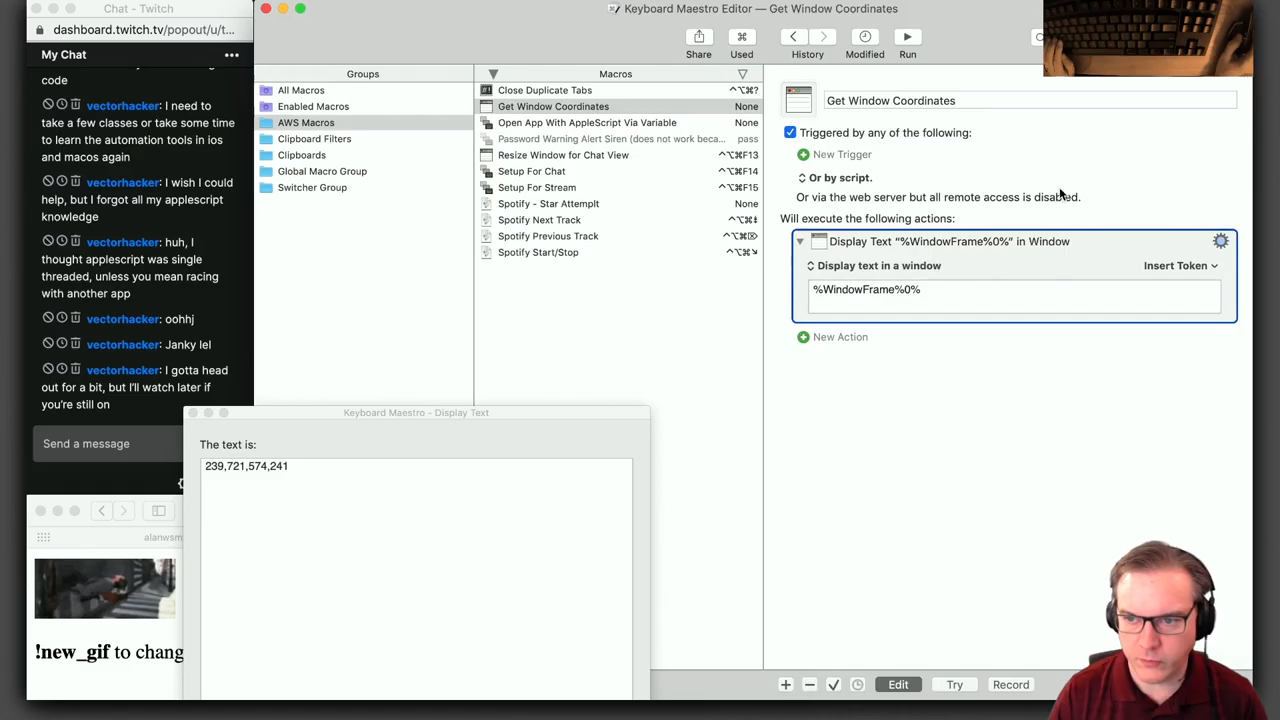 Chat - Twitch
dashboard.twitch.tv/popout/u/t...
My Chat
code
vectorhacker: I need to
take a few classes or take some time
to learn the automation tools in ios
and macos again
vectorhacker: I wish I could
help, but I forgot all my applescript
knowledge
vectorhacker: huh, I
thought applescript was single
threaded, unless you mean racing
with another app
vectorhacker: oohhj
vectorhacker: Janky lel
vectorhacker: I gotta head
out for a bit, but I'll watch later if
you're still on
Send a message
alanwsm
!new_gif to chang
Keyboard Maestro Editor — Get Window Coordinates
Share
Used
History
Modified
Run
Groups
All Macros
Enabled Macros
AWS Macros
Clipboard Filters
Clipboards
Global Macro Group
Switcher Group
Macros
Close Duplicate Tabs ^⌥⌘?
Get Window Coordinates None
Open App With AppleScript Via Variable None
Password Warning Alert Siren (does not work beca... pass
Resize Window for Chat View ^⌥⌘F13
Setup For Chat ^⌥⌘F14
Setup For Stream ^⌥⌘F15
Spotify - Star AttempIt None
Spotify Next Track ^⌥⌘⇟
Spotify Previous Track ^⌥⌘⌦
Spotify Start/Stop ^⌥⌘↘
Get Window Coordinates
Triggered by any of the following:
New Trigger
Or by script.
Or via the web server but all remote access is disabled.
Will execute the following actions:
Display Text “%WindowFrame%0%” in Window
Display text in a window
Insert Token
%WindowFrame%0%
New Action
Keyboard Maestro - Display Text
The text is:
239,721,574,241
Edit
Try
Record